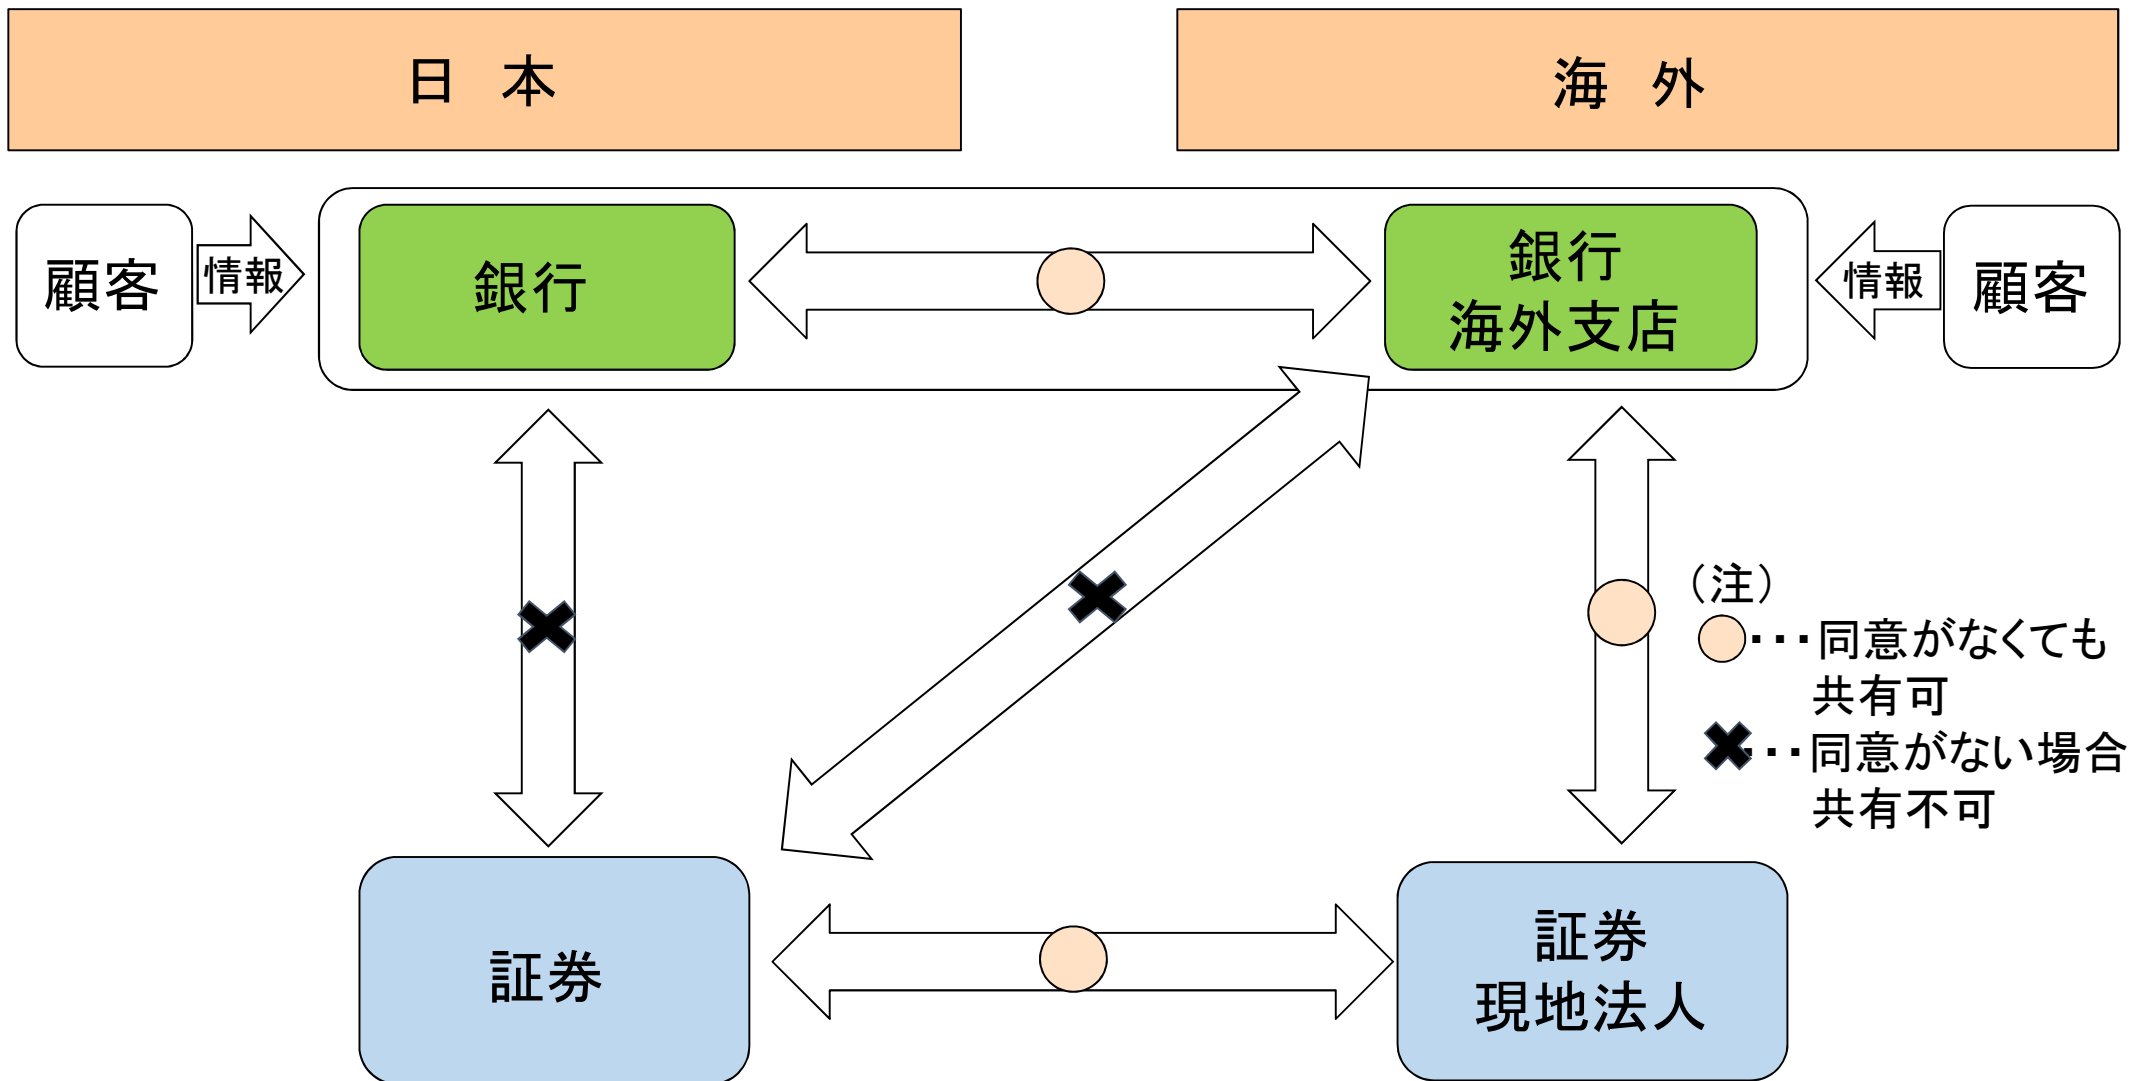 日 本
海 外
顧客
情報
銀行
銀行
海外支店
情報
顧客
(注)
・・・同意がなくても
共有可
・・・同意がない場合
共有不可
証券
証券
現地法人